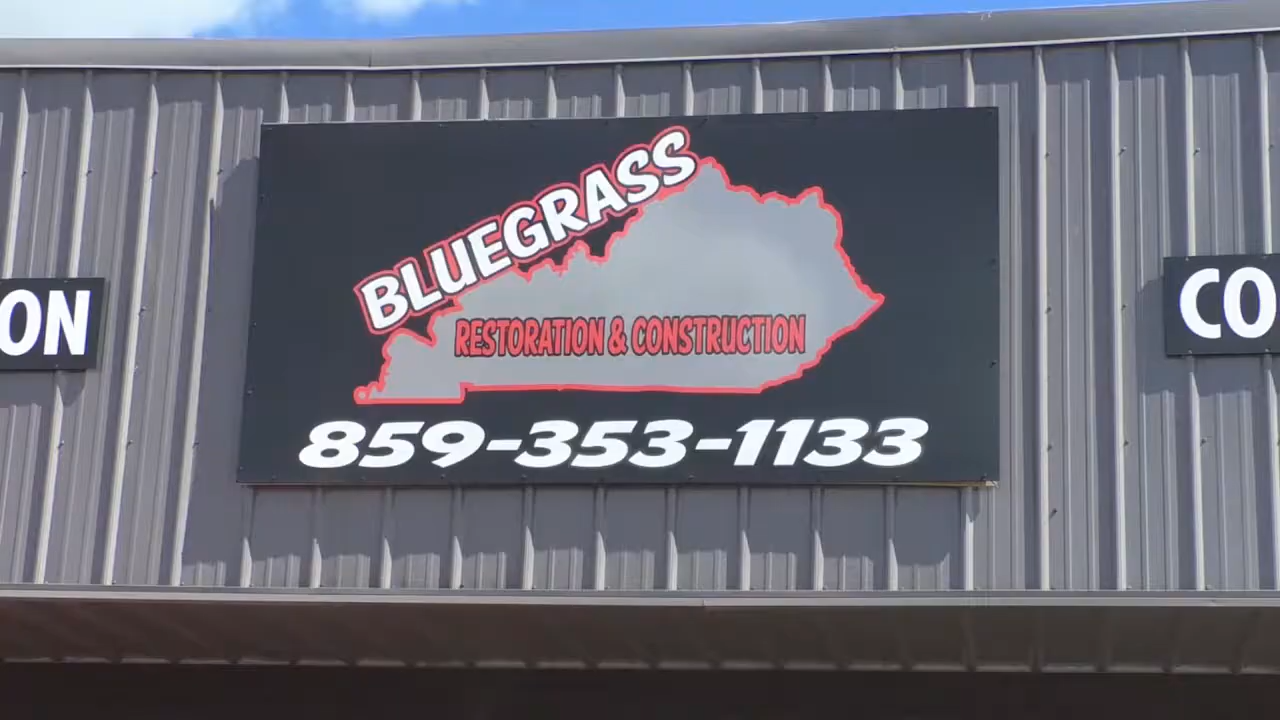 BLUEGRASS
RESTORATION & CONSTRUCTION
859-353-1133
ON
CO